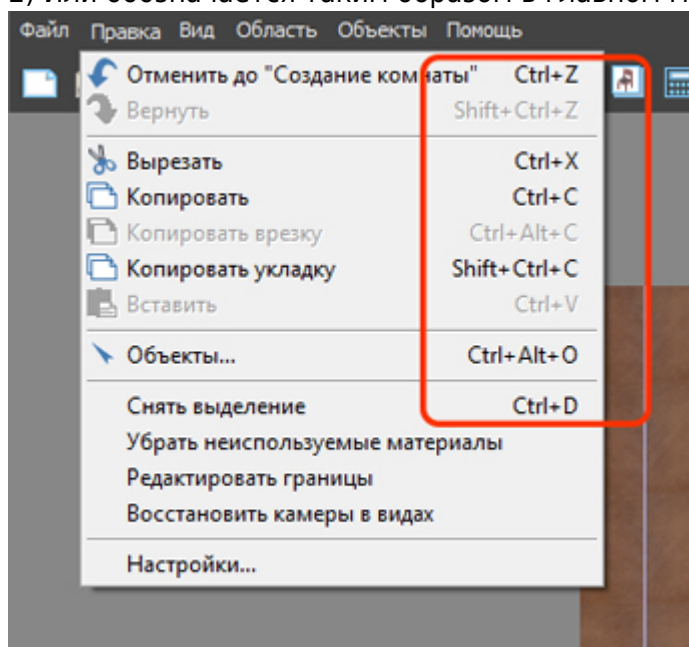 2) Или обозначается таким образом в главном м
Файл Правка Вид Область Объекты Помощь
Отменить до "Создание комнаты" Ctrl+Z
Вернуть Shift+Ctrl+Z
Вырезать Ctrl+X
Копировать Ctrl+C
Копировать врезку Ctrl+Alt+C
Копировать укладку Shift+Ctrl+C
Вставить Ctrl+V
Объекты... Ctrl+Alt+O
Снять выделение Ctrl+D
Убрать неиспользуемые материалы
Редактировать границы
Восстановить камеры в видах
Настройки...